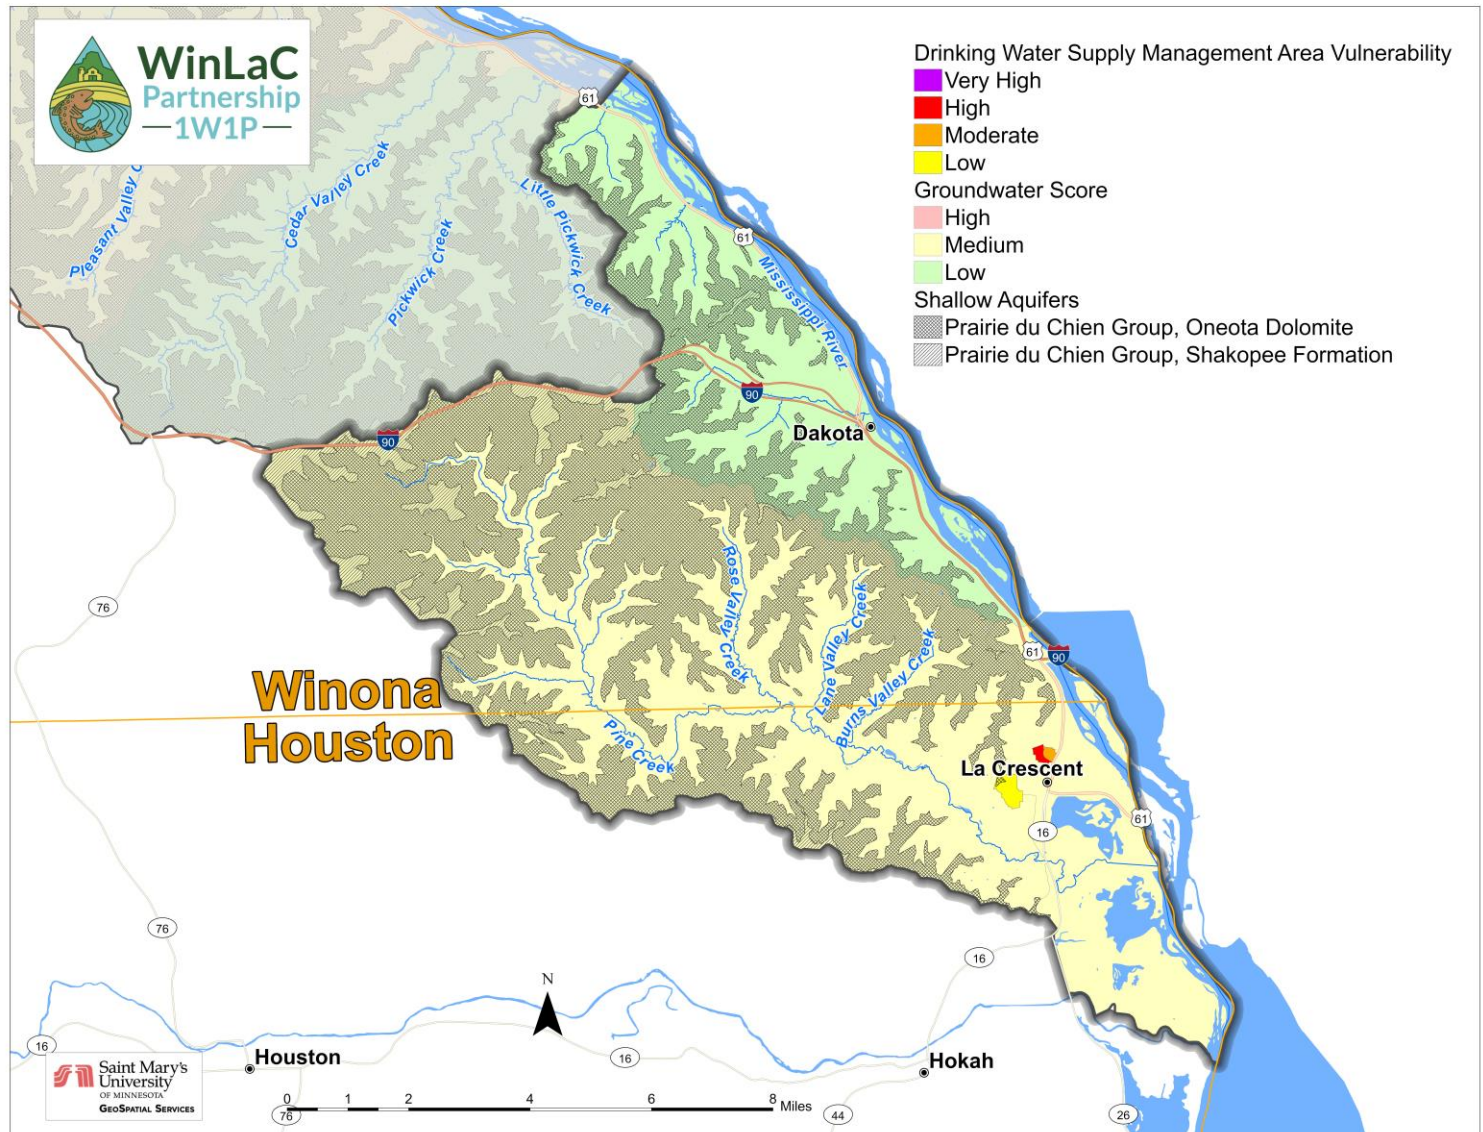 WinLaC
Partnership
1W1P
Drinking Water Supply Management Area Vulnerability
Very High
High
Moderate
Low
Groundwater Score
High
Medium
Low
Shallow Aquifers
Prairie du Chien Group, Oneota Dolomite
Prairie du Chien Group, Shakopee Formation
61
Pleasant Valley C
Cedar Valley Creek
Pickwick Creek
Little Pickwick Creek
61
Mississippi River
90
90
Dakota
76
Rose Valley Creek
Lane Valley Creek
Burns Valley Creek
61
90
Winona
Houston
Pine Creek
La Crescent
16
61
76
16
N
16
Houston
16
Hokah
Saint Mary's
University
OF MINNESOTA
GEOSPATIAL SERVICES
76
0 1 2 4 6 8 Miles
44
26